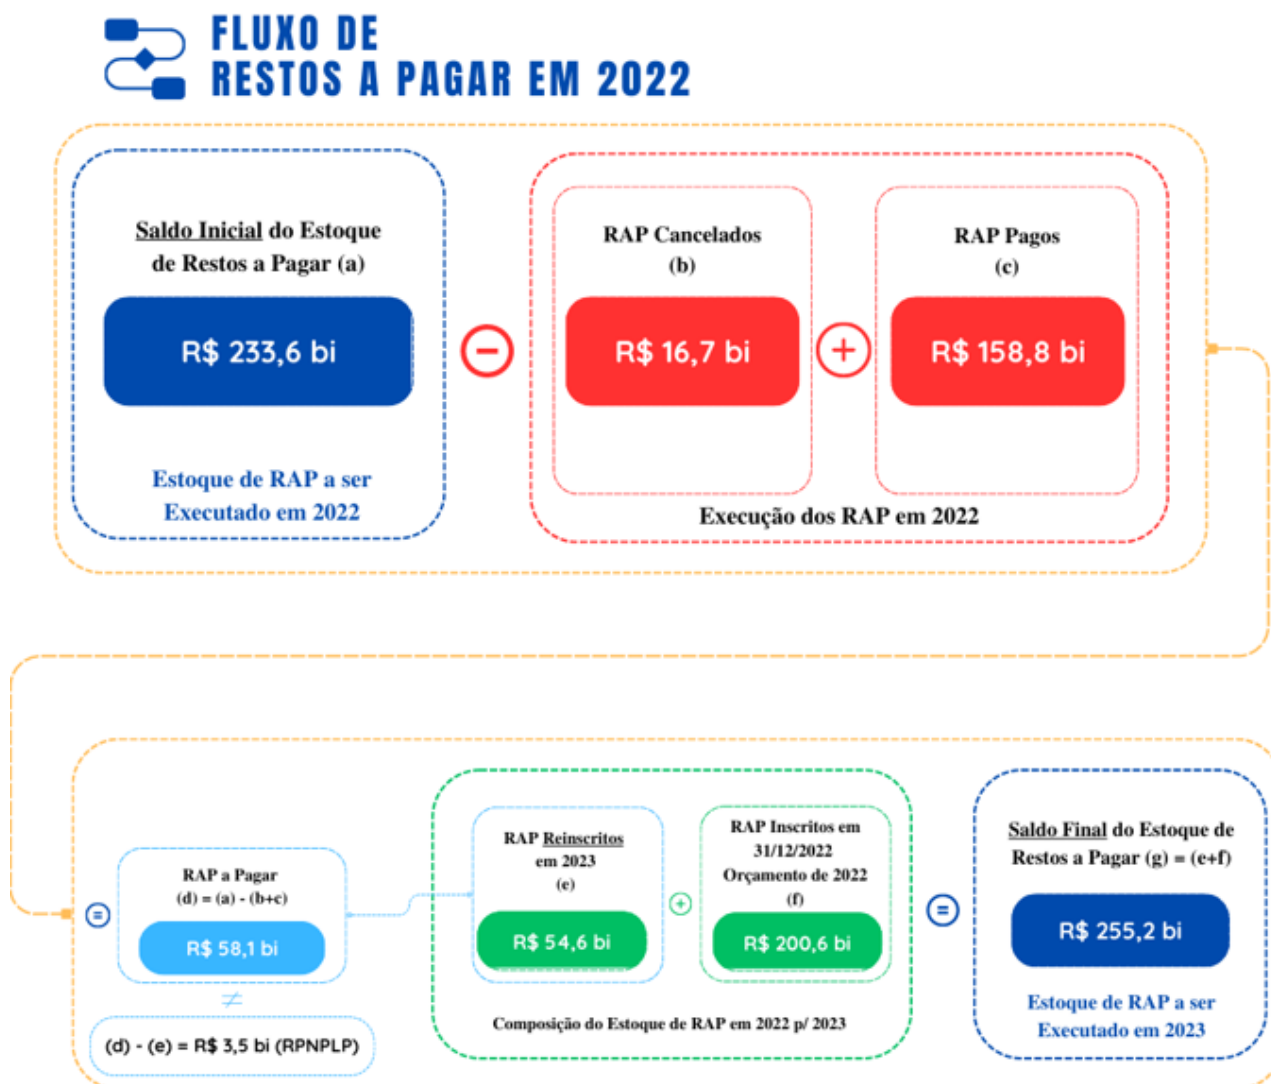 FLUXO DE
RESTOS A PAGAR EM 2022
Saldo Inicial do Estoque
de Restos a Pagar (a)
R$ 233,6 bi
Estoque de RAP a ser
Executado em 2022
−
RAP Cancelados
(b)
R$ 16,7 bi
+
RAP Pagos
(c)
R$ 158,8 bi
Execução dos RAP em 2022
=
RAP a Pagar
(d) = (a) - (b+c)
R$ 58,1 bi
≠
(d) - (e) = R$ 3,5 bi (RPNPLP)
RAP Reinscritos
em 2023
(e)
R$ 54,6 bi
+
RAP Inscritos em
31/12/2022
Orçamento de 2022
(f)
R$ 200,6 bi
Composição do Estoque de RAP em 2022 p/ 2023
=
Saldo Final do Estoque de
Restos a Pagar (g) = (e+f)
R$ 255,2 bi
Estoque de RAP a ser
Executado em 2023